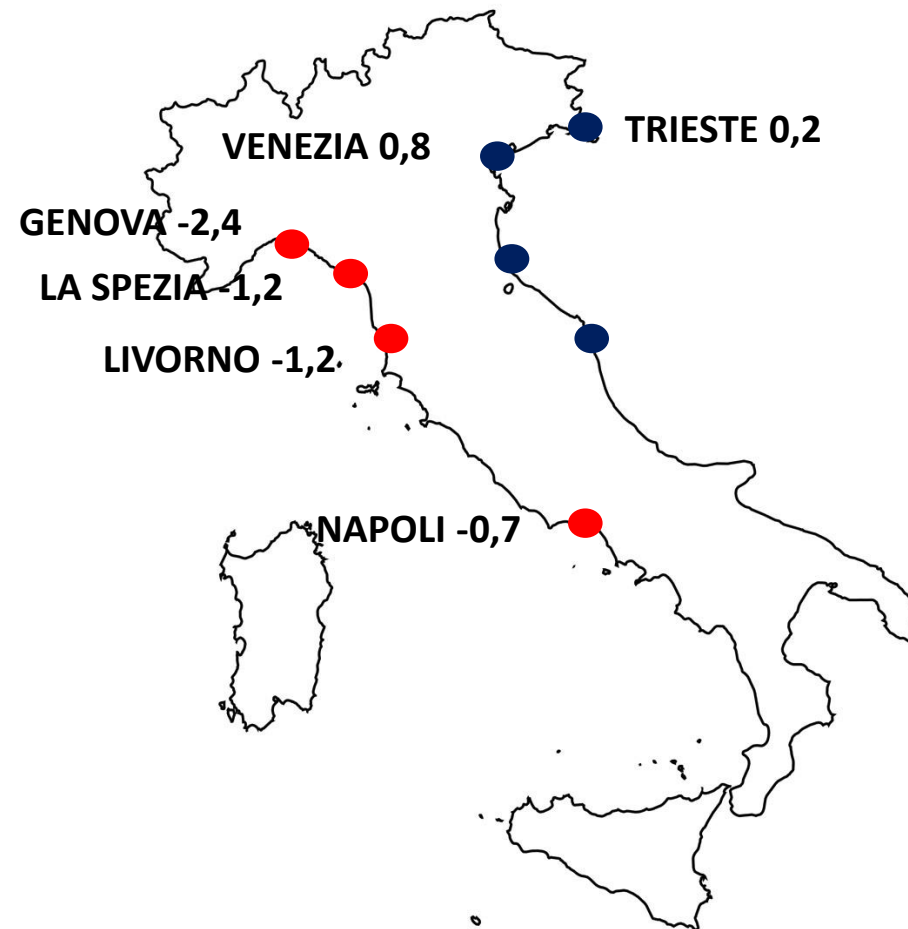 TRIESTE 0,2
VENEZIA 0,8
GENOVA -2,4
LA SPEZIA -1,2
LIVORNO -1,2
NAPOLI -0,7